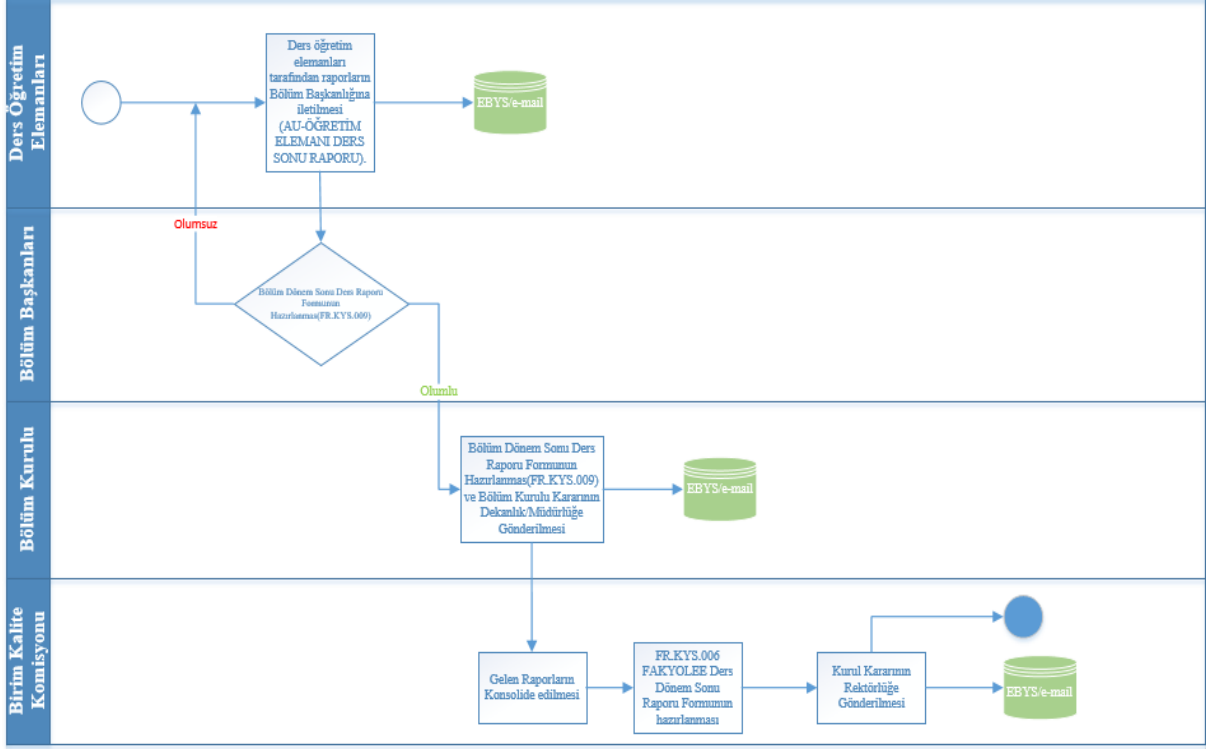 Ders Öğretim
Elemanları
Ders öğretim
elemanları
tarafından raporların
Bölüm Başkanlığına
iletilmesi
(AU-ÖĞRETİM
ELEMANI DERS
SONU RAPORU).
EBYS/e-mail
Olumsuz
Bölüm Başkanları
Bölüm Dönem Sonu Ders Raporu
Formunun
Hazırlanmas(FR.KYS.009)
Olumlu
Bölüm Kurulu
Bölüm Dönem Sonu Ders
Raporu Formunun
Hazırlanmas(FR.KYS.009)
ve Bölüm Kurulu Kararının
Dekanlık/Müdürlüğe
Gönderilmesi
EBYS/e-mail
Birim Kalite
Komisyonu
Gelen Raporların
Konsolide edilmesi
FR.KYS.006
FAKYOLEE Ders
Dönem Sonu
Raporu Formunun
hazırlanması
Kurul Kararının
Rektörlüğe
Gönderilmesi
EBYS/e-mail